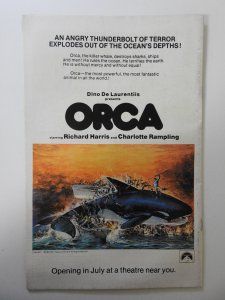 AN ANGRY THUNDERBOLT OF TERROR
EXPLODES OUT OF THE OCEAN'S DEPTHS!
Orca, the killer whale, destroys sharks, ships
and men! He rules the ocean. He terrifies the earth.
He is without mercy and without equal!
Orca—the most powerful, the most fantastic
animal in all the world!
Dino De Laurentiis
presents
ORCA
starring Richard Harris and Charlotte Rampling
Opening in July at a theatre near you.